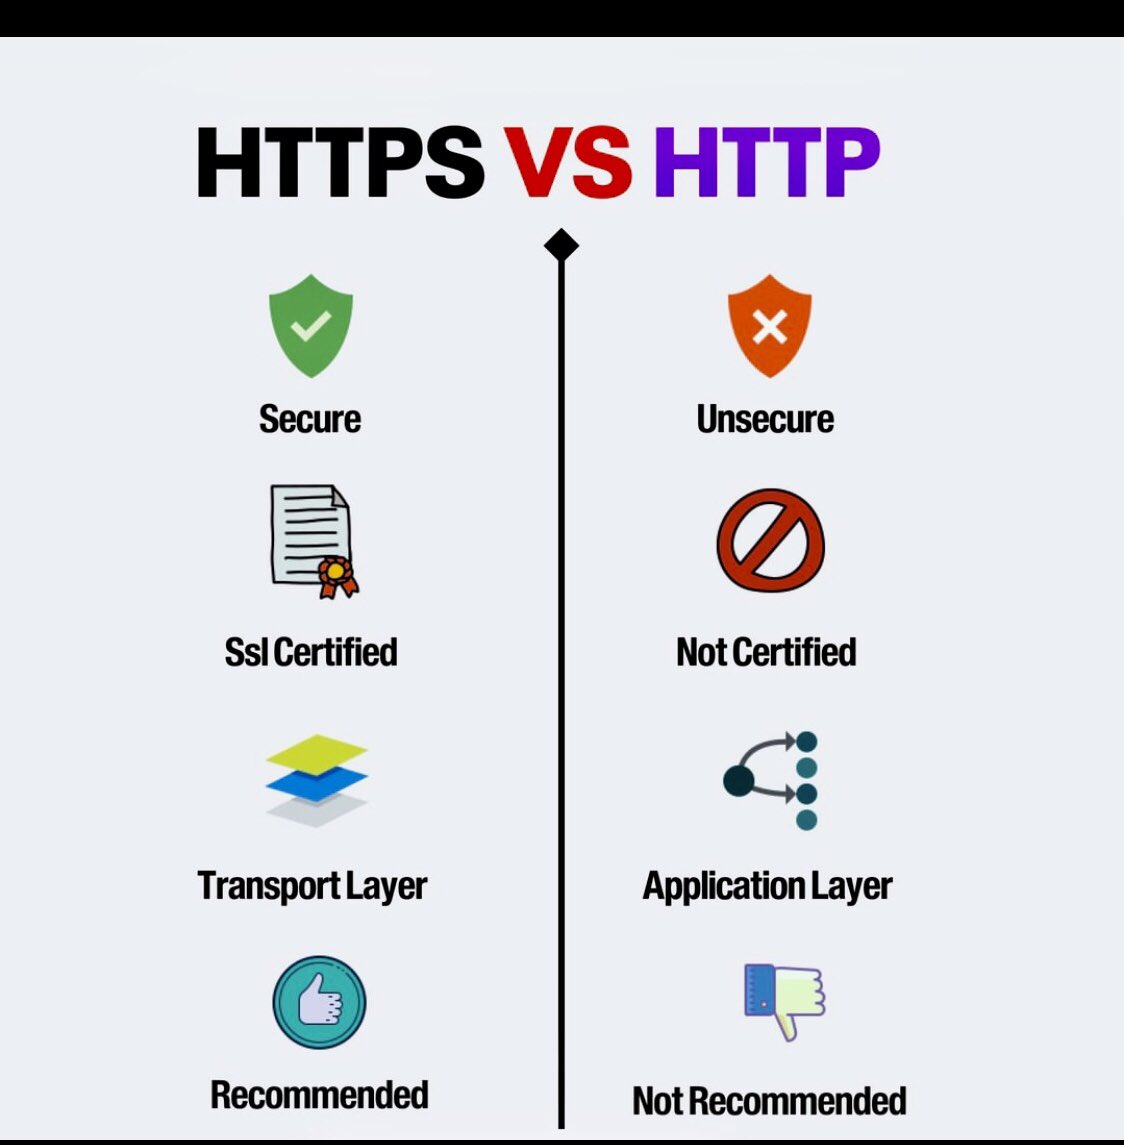 HTTPS VS HTTP
Secure
Unsecure
Ssl Certified
Not Certified
Transport Layer
Application Layer
Recommended
Not Recommended